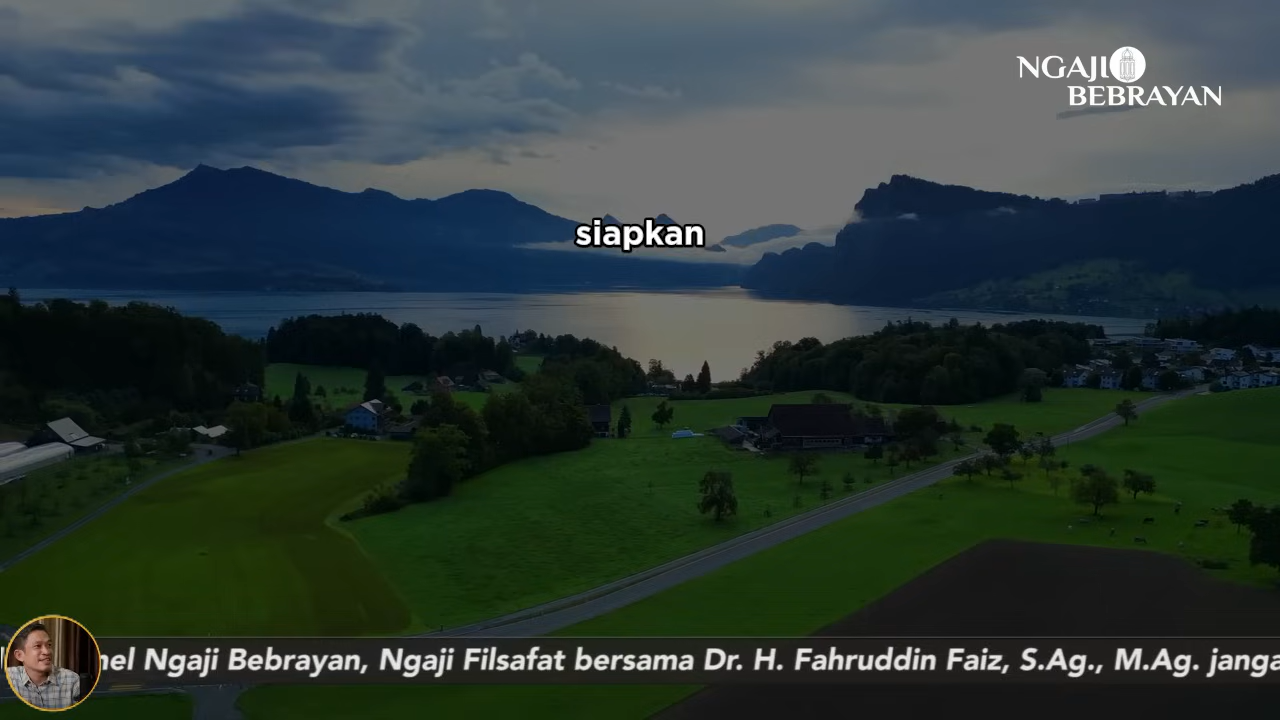 NGAJI
BEBRAYAN
siapkan
nel Ngaji Bebrayan, Ngaji Filsafat bersama Dr. H. Fahruddin Faiz, S.Ag., M.Ag. janga